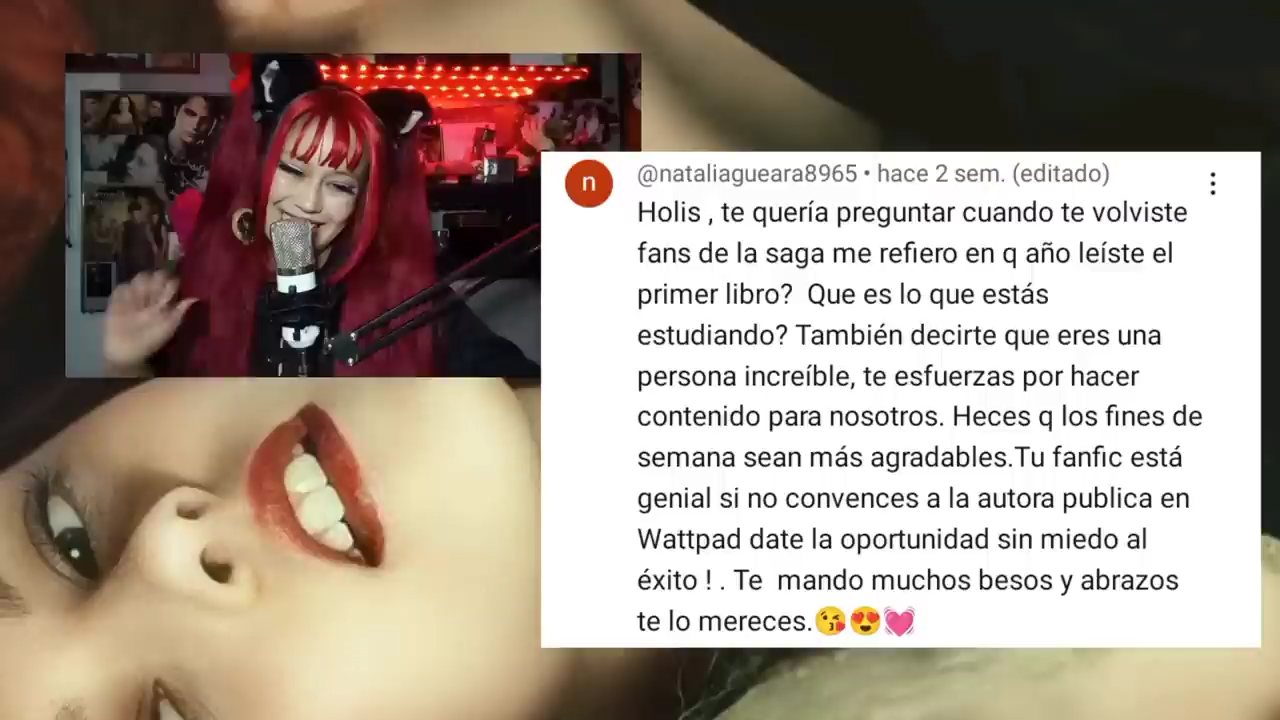 n
@nataliagueara8965 • hace 2 sem. (editado)
Holis , te quería preguntar cuando te volviste
fans de la saga me refiero en q año leíste el
primer libro?  Que es lo que estás
estudiando? También decirte que eres una
persona increíble, te esfuerzas por hacer
contenido para nosotros. Heces q los fines de
semana sean más agradables.Tu fanfic está
genial si no convences a la autora publica en
Wattpad date la oportunidad sin miedo al
éxito ! . Te  mando muchos besos y abrazos
te lo mereces.😘😍💓